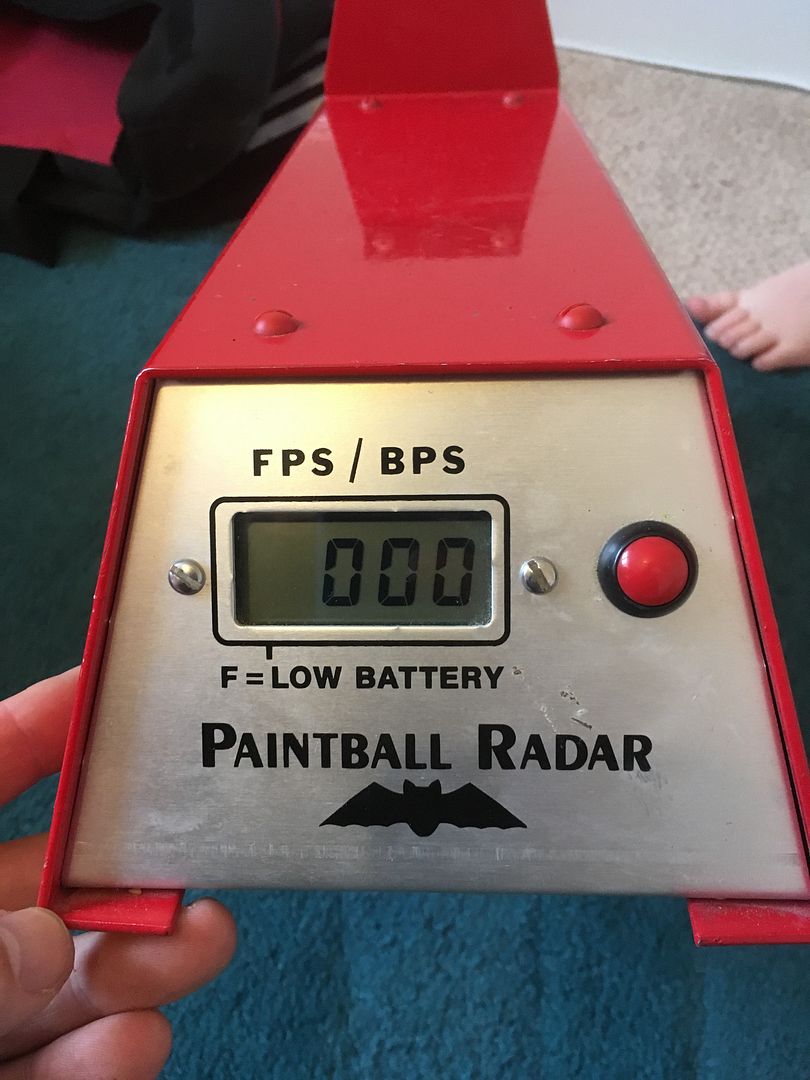 FPS / BPS
000
F = LOW BATTERY
PAINTBALL RADAR